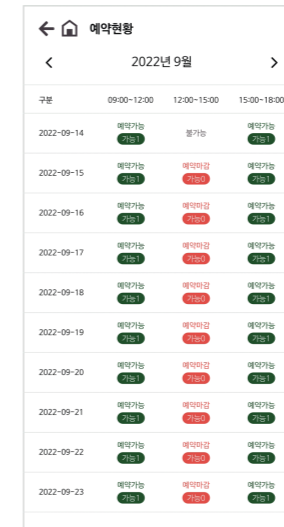 예약현황
2022년 9월
구분 09:00~12:00 12:00~15:00 15:00~18:00
2022-09-14 예약가능 불가능 예약가능
가능1 가능1
2022-09-15 예약가능 예약마감 예약가능
가능1 가능0 가능1
2022-09-16 예약가능 예약마감 예약가능
가능1 가능0 가능1
2022-09-17 예약가능 예약마감 예약가능
가능1 가능0 가능1
2022-09-18 예약가능 예약마감 예약가능
가능1 가능0 가능1
2022-09-19 예약가능 예약마감 예약가능
가능1 가능0 가능1
2022-09-20 예약가능 예약마감 예약가능
가능1 가능0 가능1
2022-09-21 예약가능 예약마감 예약가능
가능1 가능0 가능1
2022-09-22 예약가능 예약마감 예약가능
가능1 가능0 가능1
2022-09-23 예약가능 예약마감 예약가능
가능1 가능0 가능1